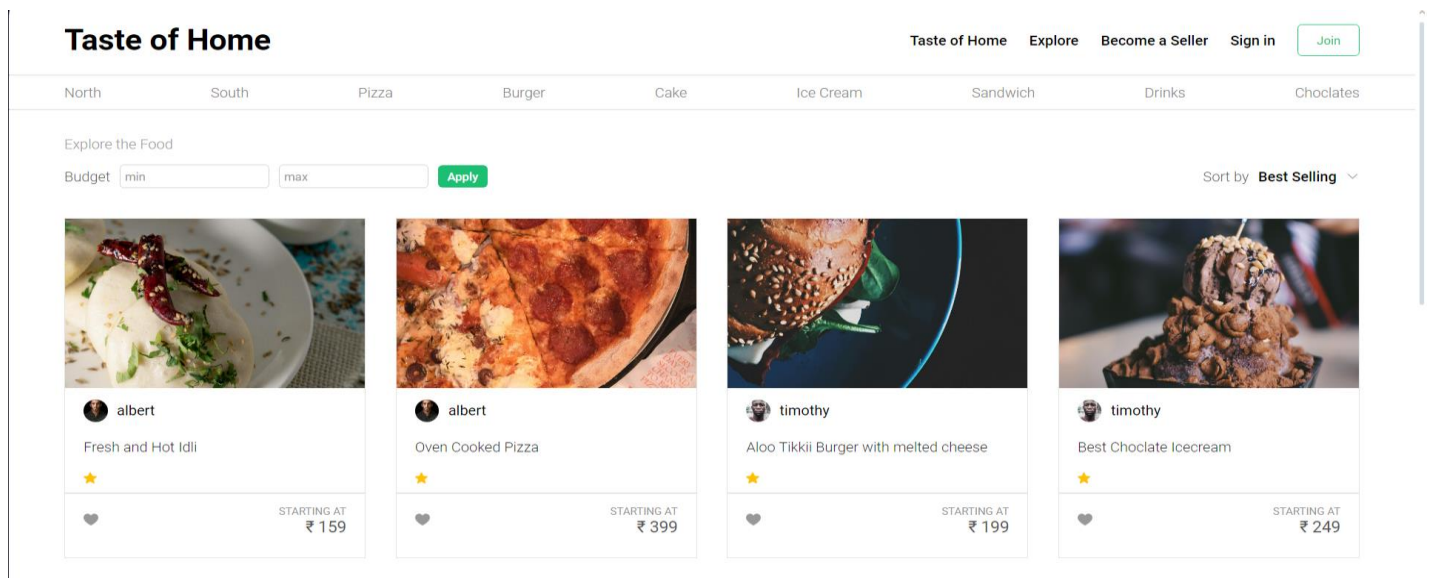 Taste of Home
Taste of Home Explore Become a Seller Sign in Join
North South Pizza Burger Cake Ice Cream Sandwich Drinks Choclates
Explore the Food
Budget min max Apply Sort by Best Selling
albert albert timothy timothy
Fresh and Hot Idli Oven Cooked Pizza Aloo Tikkii Burger with melted cheese Best Choclate Icecream
STARTING AT STARTING AT STARTING AT STARTING AT
₹ 159 ₹ 399 ₹ 199 ₹ 249